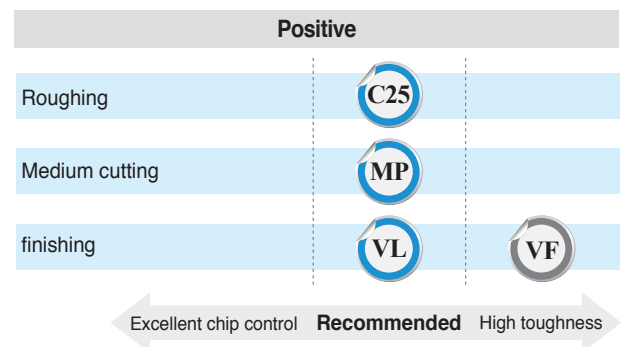 Positive
Roughing C25
Medium cutting MP
finishing VL VF
Excellent chip control Recommended High toughness